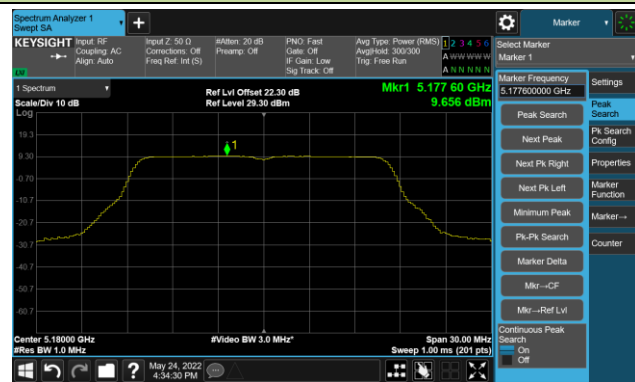 Spectrum Analyzer 1
Swept SA
Marker
KEYSIGHT
Input: RF
Coupling: AC
Align: Auto
Input Z: 50 Ω
Corrections: Off
Freq Ref: Int (S)
#Atten: 20 dB
Preamp: Off
PNO: Fast
Gate: Off
IF Gain: Low
Sig Track: Off
Avg Type: Power (RMS)
Avg|Hold: 300/300
Trig: Free Run
1 2 3 4 5 6
A W W W W W
A N N N N N
Select Marker
Marker 1
1 Spectrum
Scale/Div 10 dB
Log
Ref Lvl Offset 22.30 dB
Ref Level 29.30 dBm
Mkr1 5.177 60 GHz
9.656 dBm
19.3
9.30
-0.70
-10.7
-20.7
-30.7
-40.7
-50.7
-60.7
1
Center 5.18000 GHz
#Res BW 1.0 MHz
#Video BW 3.0 MHz*
Span 30.00 MHz
Sweep 1.00 ms (201 pts)
Marker Frequency
5.177600000 GHz
Peak Search
Next Peak
Next Pk Right
Next Pk Left
Minimum Peak
Pk-Pk Search
Marker Delta
Mkr→CF
Mkr→Ref Lvl
Continuous Peak
Search
On
Off
Settings
Peak
Search
Pk Search
Config
Properties
Marker
Function
Marker→
Counter
?
May 24, 2022
4:34:30 PM